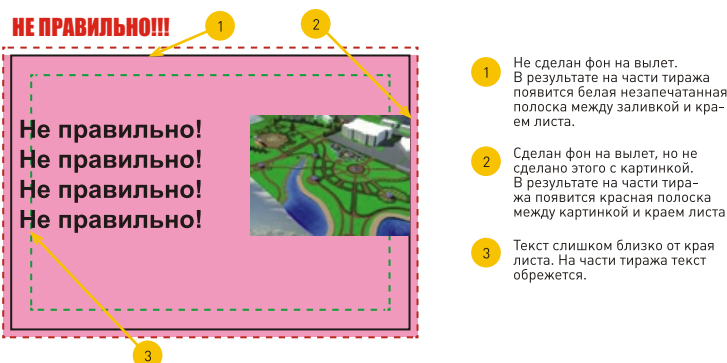 НЕ ПРАВИЛЬНО!!!
1
2
Не правильно!
Не правильно!
Не правильно!
Не правильно!
3
1
Не сделан фон на вылет.
В результате на части тиража
появится белая незапечатанная
полоска между заливкой и кра-
ем листа.
2
Сделан фон на вылет, но не
сделано этого с картинкой.
В результате на части тира-
жа появится красная полоска
между картинкой и краем листа
3
Текст слишком близко от края
листа. На части тиража текст
обрежется.